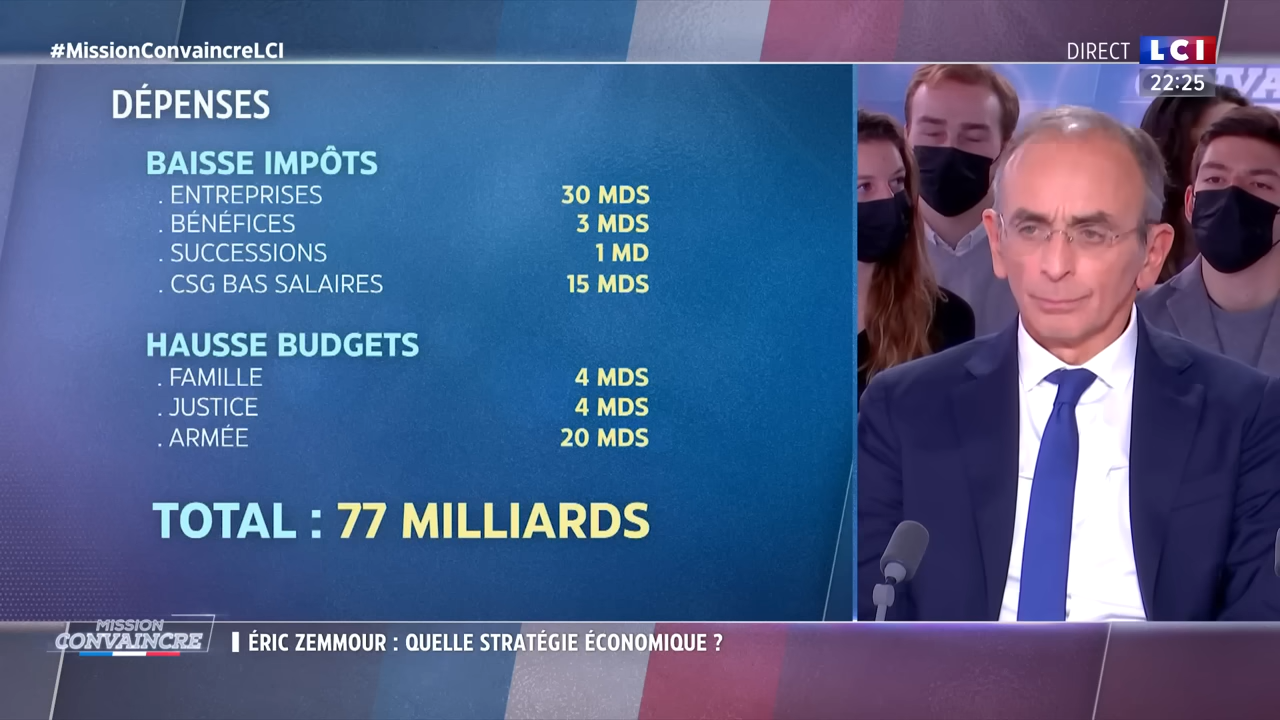 #MissionConvaincreLCI
DIRECT LCI
22:25
DÉPENSES
BAISSE IMPÔTS
. ENTREPRISES 30 MDS
. BÉNÉFICES 3 MDS
. SUCCESSIONS 1 MD
. CSG BAS SALAIRES 15 MDS
HAUSSE BUDGETS
. FAMILLE 4 MDS
. JUSTICE 4 MDS
. ARMÉE 20 MDS
TOTAL : 77 MILLIARDS
MISSION
CONVAINCRE
ÉRIC ZEMMOUR : QUELLE STRATÉGIE ÉCONOMIQUE ?